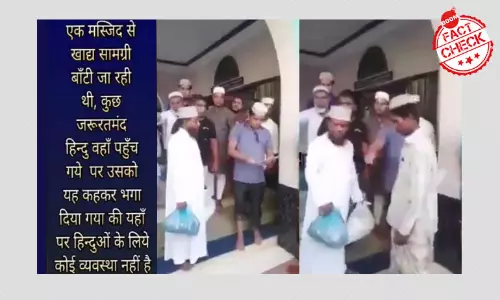 एक मस्जिद से
खाद्य सामग्री
बाँटी जा रही
थी, कुछ
जरूरतमंद
हिन्दू वहाँ पहुँच
गये पर उसको
यह कहकर भगा
दिया गया की यहाँ
पर हिन्दुओं के लिये
कोई व्यवस्था नहीं है
BOOM
FACT
CHECK